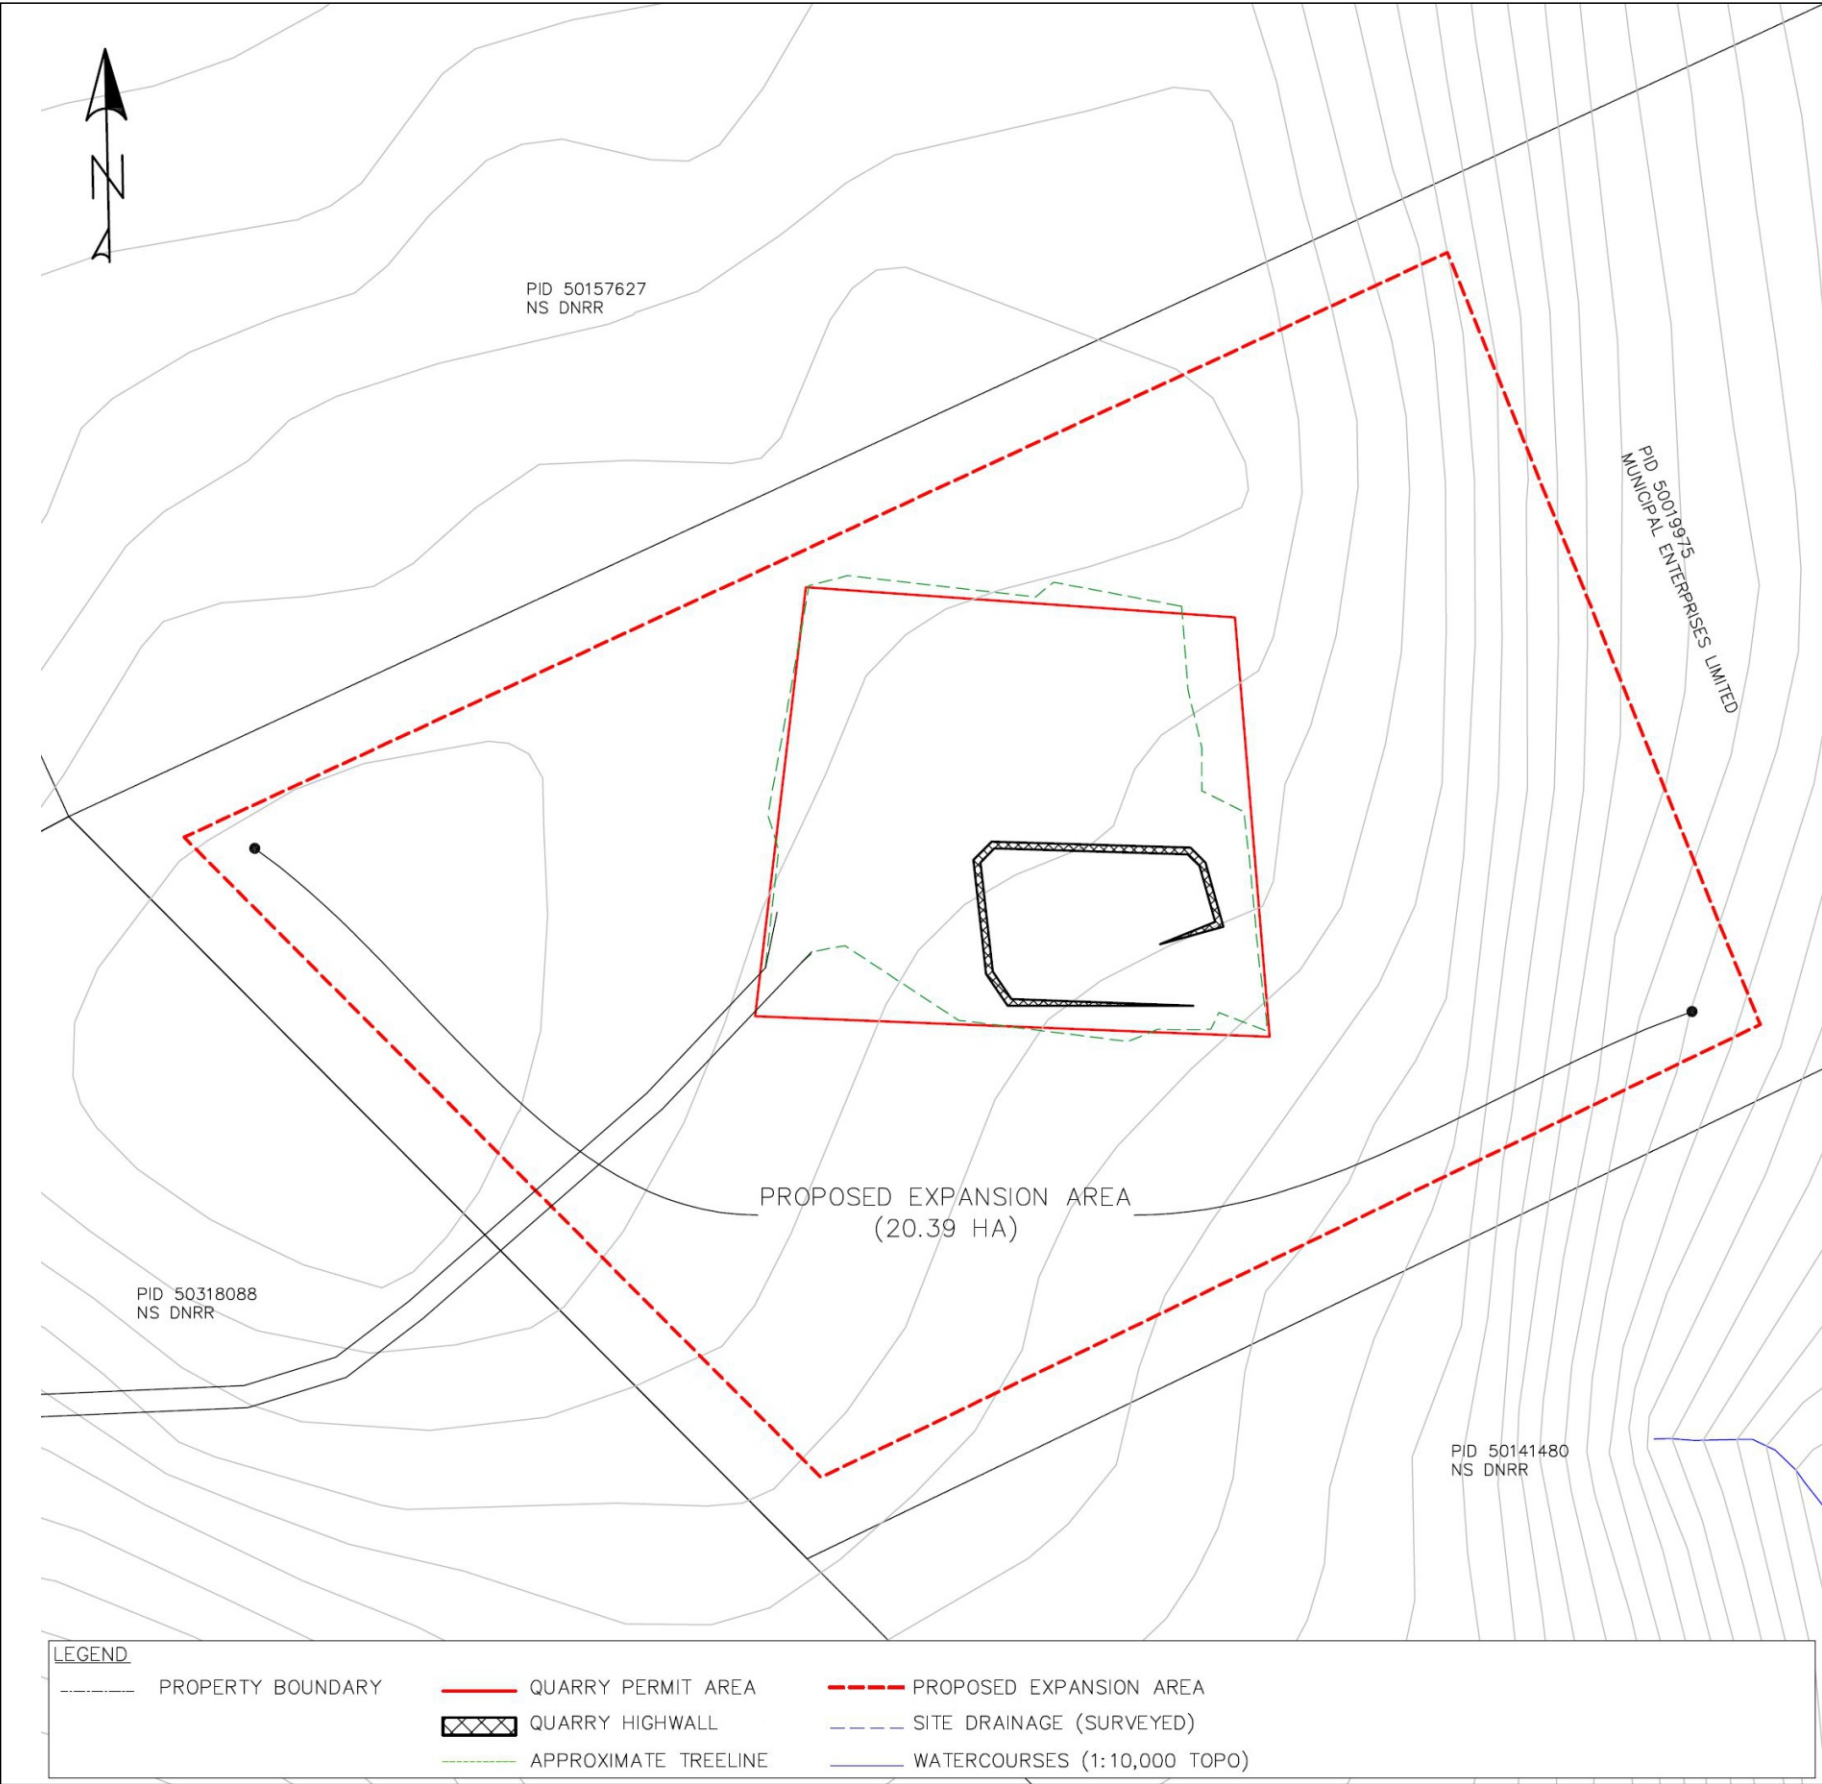 N
PID 50157627
NS DNRR
PID 50019975
MUNICIPAL ENTERPRISES LIMITED
PROPOSED EXPANSION AREA
(20.39 HA)
PID 50318088
NS DNRR
PID 50141480
NS DNRR
LEGEND
PROPERTY BOUNDARY
QUARRY PERMIT AREA
PROPOSED EXPANSION AREA
QUARRY HIGHWALL
SITE DRAINAGE (SURVEYED)
APPROXIMATE TREELINE
WATERCOURSES (1:10,000 TOPO)